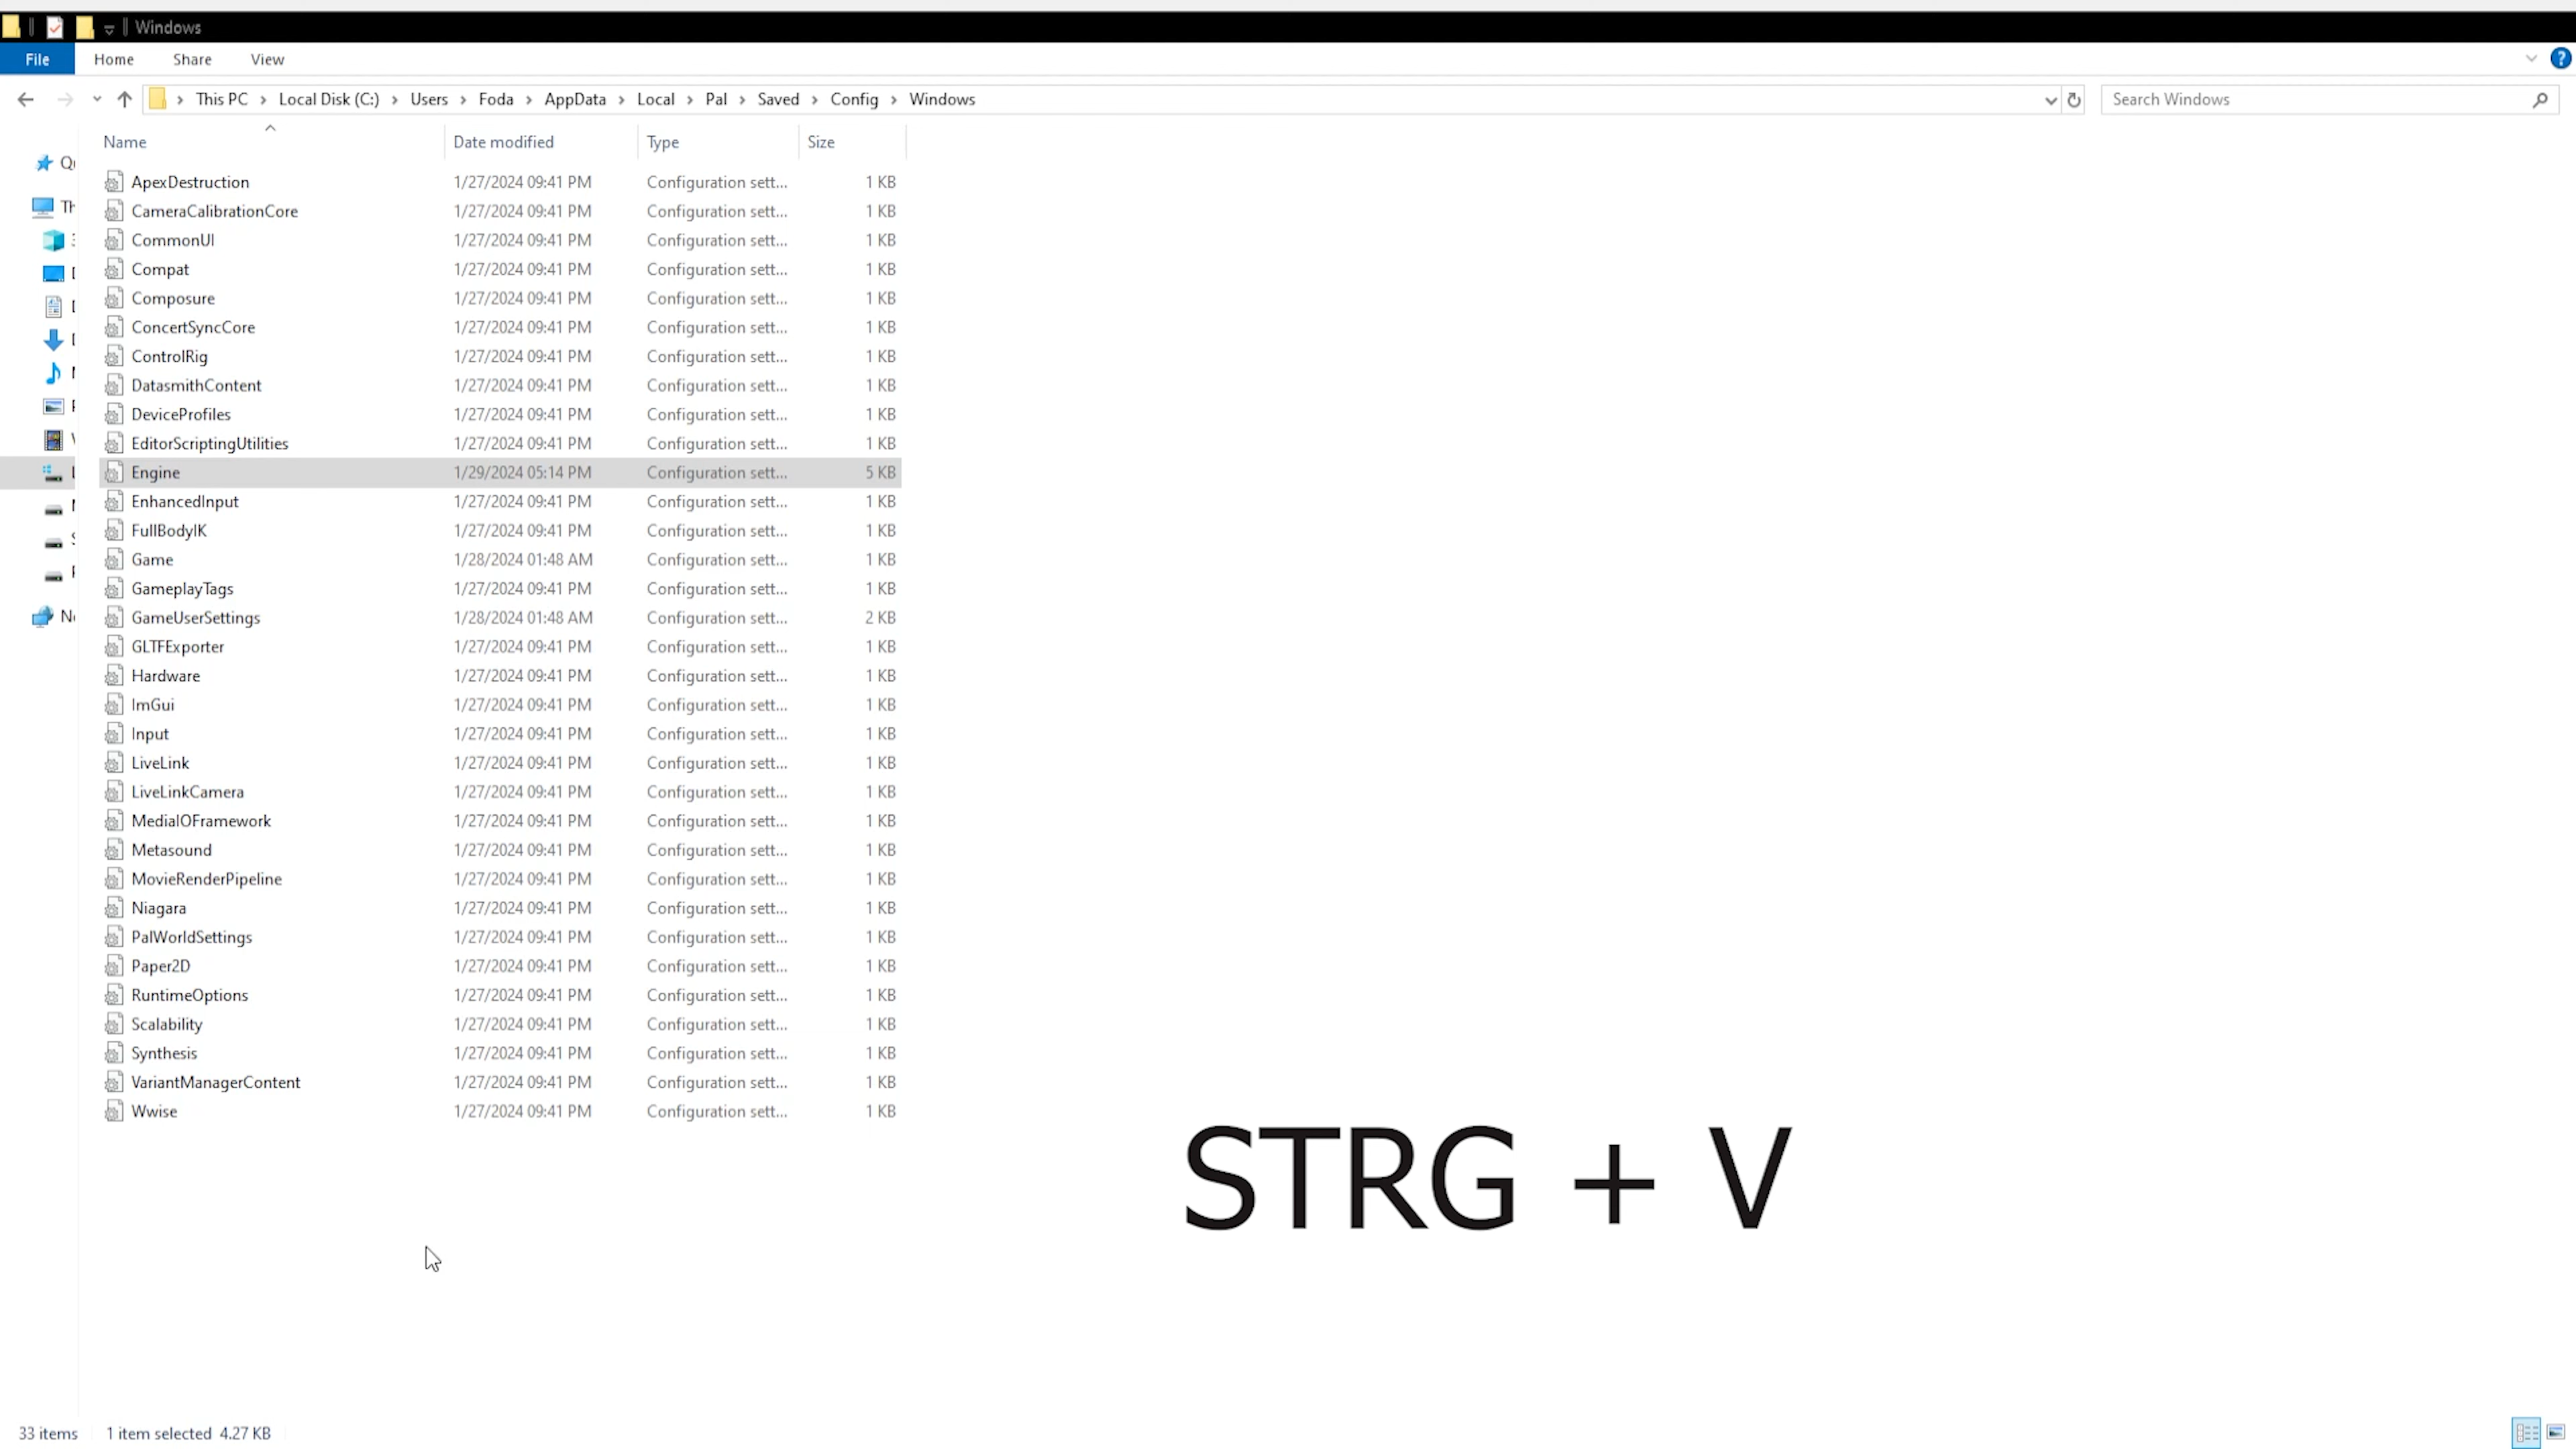 Windows
File Home Share View
This PC Local Disk (C:) Users Foda AppData Local Pal Saved Config Windows Search Windows
Name Date modified Type Size
ApexDestruction 1/27/2024 09:41 PM Configuration sett... 1 KB
CameraCalibrationCore 1/27/2024 09:41 PM Configuration sett... 1 KB
CommonUI 1/27/2024 09:41 PM Configuration sett... 1 KB
Compat 1/27/2024 09:41 PM Configuration sett... 1 KB
Composure 1/27/2024 09:41 PM Configuration sett... 1 KB
ConcertSyncCore 1/27/2024 09:41 PM Configuration sett... 1 KB
ControlRig 1/27/2024 09:41 PM Configuration sett... 1 KB
DatasmithContent 1/27/2024 09:41 PM Configuration sett... 1 KB
DeviceProfiles 1/27/2024 09:41 PM Configuration sett... 1 KB
EditorScriptingUtilities 1/27/2024 09:41 PM Configuration sett... 1 KB
Engine 1/29/2024 05:14 PM Configuration sett... 5 KB
EnhancedInput 1/27/2024 09:41 PM Configuration sett... 1 KB
FullBodyIK 1/27/2024 09:41 PM Configuration sett... 1 KB
Game 1/28/2024 01:48 AM Configuration sett... 1 KB
GameplayTags 1/27/2024 09:41 PM Configuration sett... 1 KB
GameUserSettings 1/28/2024 01:48 AM Configuration sett... 2 KB
GLTFExporter 1/27/2024 09:41 PM Configuration sett... 1 KB
Hardware 1/27/2024 09:41 PM Configuration sett... 1 KB
ImGui 1/27/2024 09:41 PM Configuration sett... 1 KB
Input 1/27/2024 09:41 PM Configuration sett... 1 KB
LiveLink 1/27/2024 09:41 PM Configuration sett... 1 KB
LiveLinkCamera 1/27/2024 09:41 PM Configuration sett... 1 KB
MediaIOFramework 1/27/2024 09:41 PM Configuration sett... 1 KB
Metasound 1/27/2024 09:41 PM Configuration sett... 1 KB
MovieRenderPipeline 1/27/2024 09:41 PM Configuration sett... 1 KB
Niagara 1/27/2024 09:41 PM Configuration sett... 1 KB
PalWorldSettings 1/27/2024 09:41 PM Configuration sett... 1 KB
Paper2D 1/27/2024 09:41 PM Configuration sett... 1 KB
RuntimeOptions 1/27/2024 09:41 PM Configuration sett... 1 KB
Scalability 1/27/2024 09:41 PM Configuration sett... 1 KB
Synthesis 1/27/2024 09:41 PM Configuration sett... 1 KB
VariantManagerContent 1/27/2024 09:41 PM Configuration sett... 1 KB
Wwise 1/27/2024 09:41 PM Configuration sett... 1 KB
STRG + V
33 items 1 item selected 4.27 KB